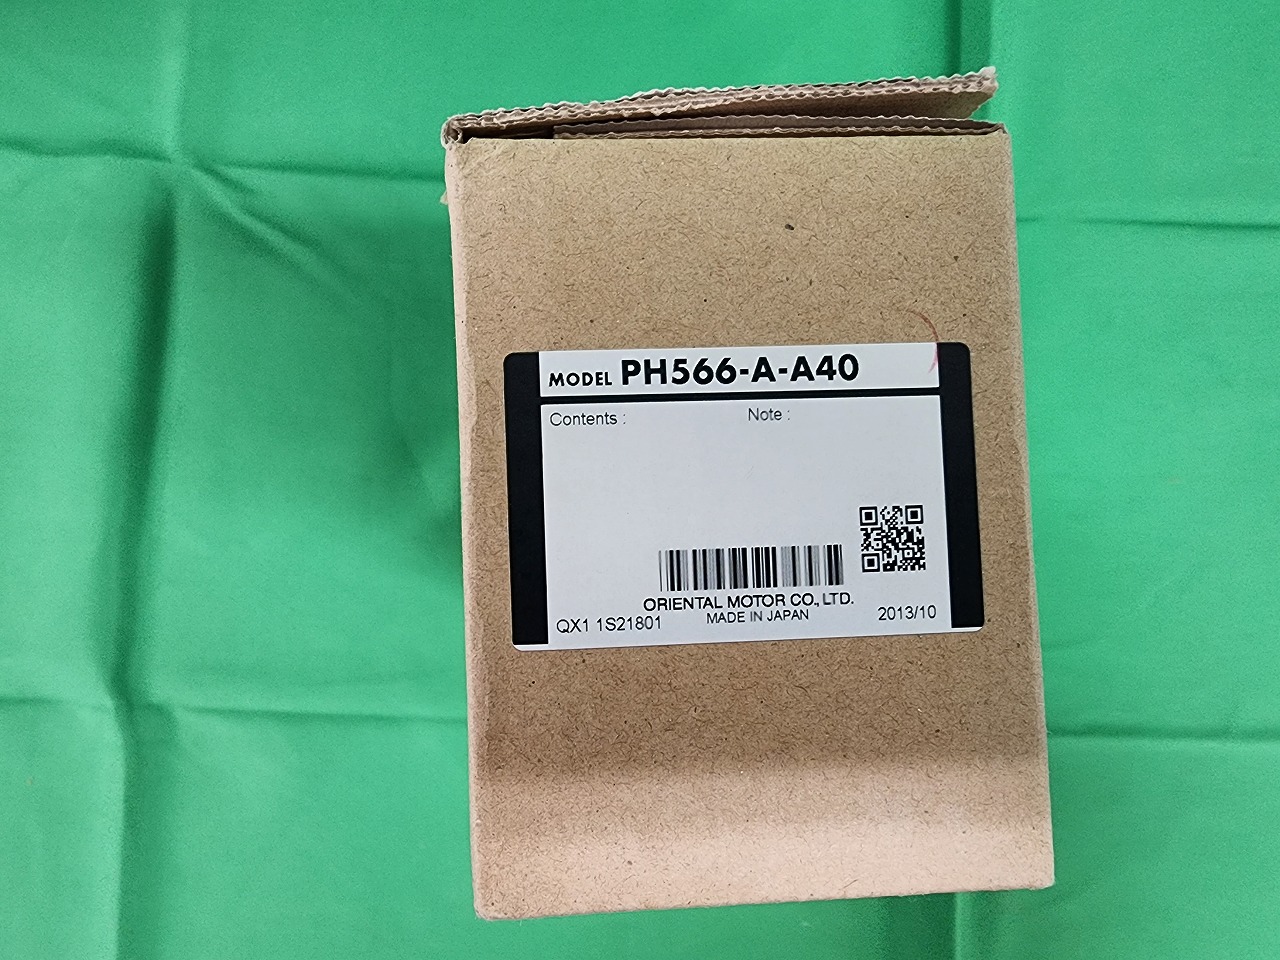 MODEL PH566-A-A40
Contents : Note :
ORIENTAL MOTOR CO., LTD.
QX1 1S21801 MADE IN JAPAN 2013/10